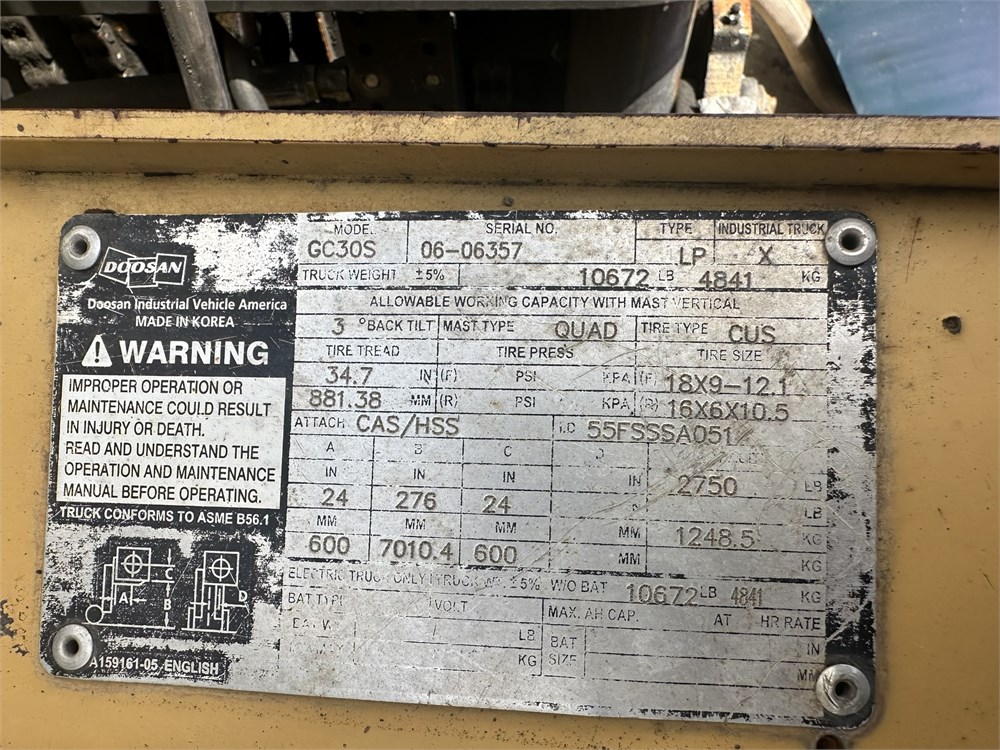 DOOSAN
Doosan Industrial Vehicle America
MADE IN KOREA
WARNING
IMPROPER OPERATION OR
MAINTENANCE COULD RESULT
IN INJURY OR DEATH.
READ AND UNDERSTAND THE
OPERATION AND MAINTENANCE
MANUAL BEFORE OPERATING.
TRUCK CONFORMS TO ASME B56.1
A C B D
A159161-05 ENGLISH
MODEL SERIAL NO. TYPE INDUSTRIAL TRUCK
GC30S 06-06357 LP X
TRUCK WEIGHT ±5% 10672 LB 4841 KG
ALLOWABLE WORKING CAPACITY WITH MAST VERTICAL
3 °BACK TILT MAST TYPE QUAD TIRE TYPE CUS
TIRE TREAD TIRE PRESS TIRE SIZE
34.7 IN (F) PSI KPA (F) 18X9-12.1
881.38 MM (R) PSI KPA (R) 16X6X10.5
ATTACH CAS/HSS I.D 55FSSSA051
A B C D
IN IN IN IN 2750 LB
24 276 24 LB
MM MM MM MM 1248.5 KG
600 7010.4 600 MM KG
ELECTRIC TRUCK ONLY TRUCK ±5% W/O BAT 10672 LB 4841 KG
BAT TYPE VOLT MAX. AH CAP. AT HR RATE
LB BAT IN
KG SIZE MM